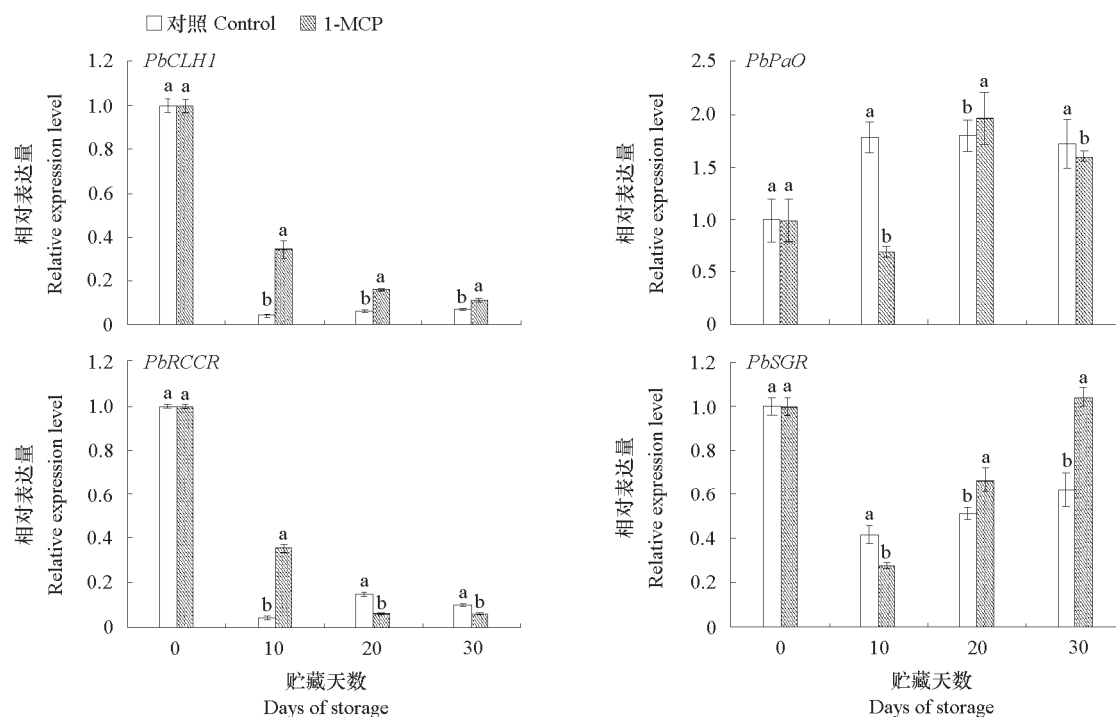 对照 Control 1-MCP
PbCLH1
1.2
1.0
0.8
0.6
0.4
0.2
0
相对表达量
Relative expression level
a a
b a
b a
b a
PbPaO
2.5
2.0
1.5
1.0
0.5
0
相对表达量
Relative expression level
a a
a b
b a
a b
PbRCCR
1.2
1.0
0.8
0.6
0.4
0.2
0
相对表达量
Relative expression level
a a
b a
a b
a b
0 10 20 30
贮藏天数
Days of storage
PbSGR
1.2
1.0
0.8
0.6
0.4
0.2
0
相对表达量
Relative expression level
a a
a b
b a
b a
0 10 20 30
贮藏天数
Days of storage